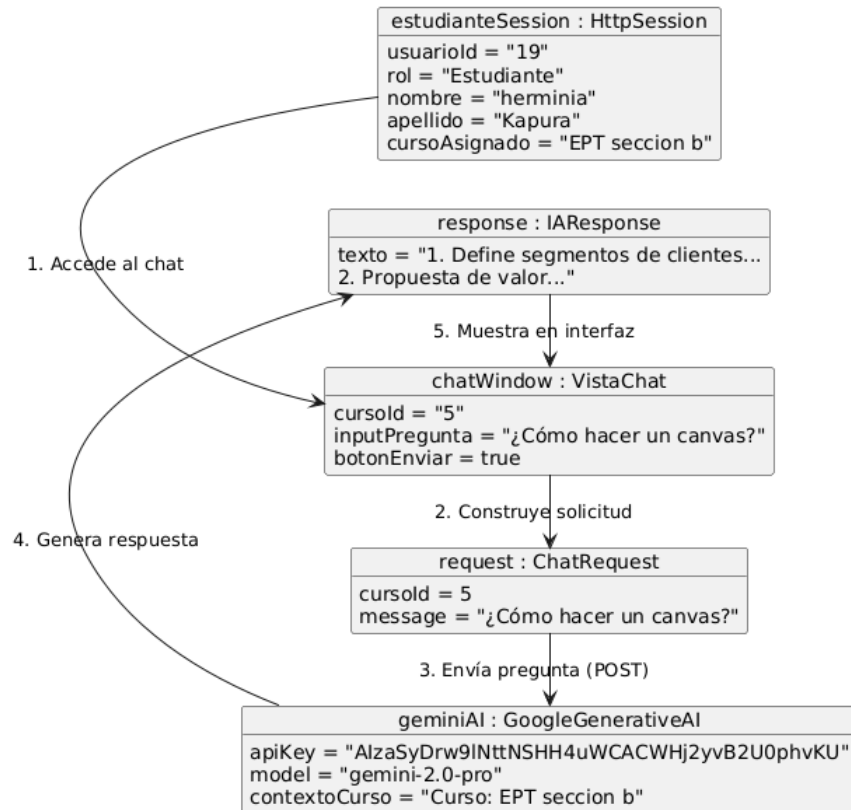 estudianteSession : HttpSession
usuarioId = "19"
rol = "Estudiante"
nombre = "herminia"
apellido = "Kapura"
cursoAsignado = "EPT seccion b"
response : IAResponse
texto = "1. Define segmentos de clientes...
2. Propuesta de valor..."
1. Accede al chat
5. Muestra en interfaz
chatWindow : VistaChat
cursoId = "5"
inputPregunta = "¿Cómo hacer un canvas?"
botonEnviar = true
2. Construye solicitud
4. Genera respuesta
request : ChatRequest
cursoId = 5
message = "¿Cómo hacer un canvas?"
3. Envía pregunta (POST)
geminiAI : GoogleGenerativeAI
apiKey = "AIzaSyDrw9lNttNSHH4uWCACWHj2yvB2U0phvKU"
model = "gemini-2.0-pro"
contextoCurso = "Curso: EPT seccion b"